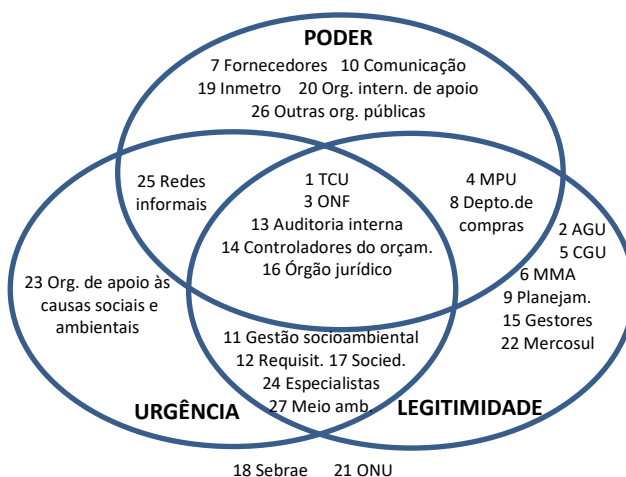 PODER
7 Fornecedores 10 Comunicação
19 Inmetro 20 Org. intern. de apoio
26 Outras org. públicas
25 Redes
informais
1 TCU
3 ONF
13 Auditoria interna
14 Controladores do orçam.
16 Órgão jurídico
4 MPU
8 Depto.de
compras
2 AGU
5 CGU
6 MMA
9 Planejam.
15 Gestores
22 Mercosul
23 Org. de apoio às
causas sociais e
ambientais
11 Gestão socioambiental
12 Requisit. 17 Socied.
24 Especialistas
27 Meio amb.
URGÊNCIA
LEGITIMIDADE
18 Sebrae 21 ONU